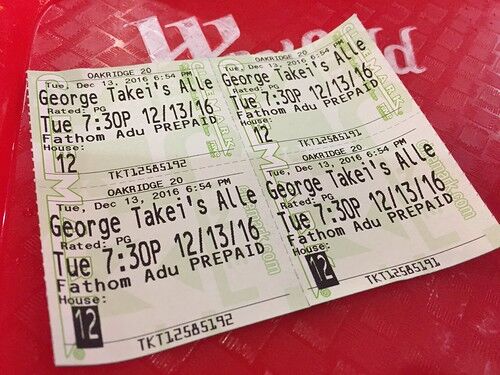 OAKRIDGE 20
Tue, Dec 13, 2016 6:54 PM
George Takei's Alle
Rated: PG
Tue 7:30P 12/13/16
Fathom Adu PREPAID
House:
12
TKT12585192
OAKRIDGE 20
Tue, Dec 13, 2016 6:54 PM
George Takei's Alle
Rated: PG
Tue 7:30P 12/13/16
Fathom Adu PREPAID
House:
12
TKT12585191
OAKRIDGE 20
Tue, Dec 13, 2016 6:54 PM
George Takei's Alle
Rated: PG
Tue 7:30P 12/13/16
Fathom Adu PREPAID
House:
12
TKT12585192
OAKRIDGE 20
Tue, Dec 13, 2016 6:54 PM
George Takei's Alle
Rated: PG
Tue 7:30P 12/13/16
Fathom Adu PREPAID
House:
12
TKT12585191